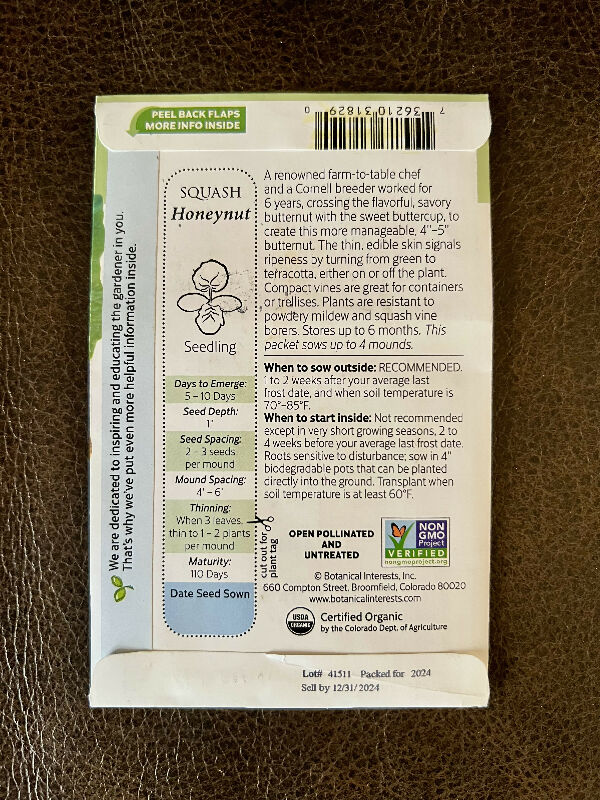 PEEL BACK FLAPS
MORE INFO INSIDE
7 36210 31829 0
We are dedicated to inspiring and educating the gardener in you.
That's why we've put even more helpful information inside.
SQUASH
Honeynut
Seedling
Days to Emerge:
5 – 10 Days
Seed Depth:
1"
Seed Spacing:
2 – 3 seeds
per mound
Mound Spacing:
4' – 6'
Thinning:
When 3 leaves,
thin to 1 – 2 plants
per mound
Maturity:
110 Days
Date Seed Sown
cut out for
plant tag
A renowned farm-to-table chef
and a Cornell breeder worked for
6 years, crossing the flavorful, savory
butternut with the sweet buttercup, to
create this more manageable, 4"–5"
butternut. The thin, edible skin signals
ripeness by turning from green to
terracotta, either on or off the plant.
Compact vines are great for containers
or trellises. Plants are resistant to
powdery mildew and squash vine
borers. Stores up to 6 months. This
packet sows up to 4 mounds.
When to sow outside: RECOMMENDED.
1 to 2 weeks after your average last
frost date, and when soil temperature is
70°–85°F.
When to start inside: Not recommended
except in very short growing seasons, 2 to
4 weeks before your average last frost date.
Roots sensitive to disturbance; sow in 4"
biodegradable pots that can be planted
directly into the ground. Transplant when
soil temperature is at least 60°F.
OPEN POLLINATED
AND
UNTREATED
NON
GMO
Project
VERIFIED
nongmoproject.org
© Botanical Interests, Inc.
660 Compton Street, Broomfield, Colorado 80020
www.botanicalinterests.com
USDA
ORGANIC
Certified Organic
by the Colorado Dept. of Agriculture
Lot# 41511 Packed for 2024
Sell by 12/31/2024